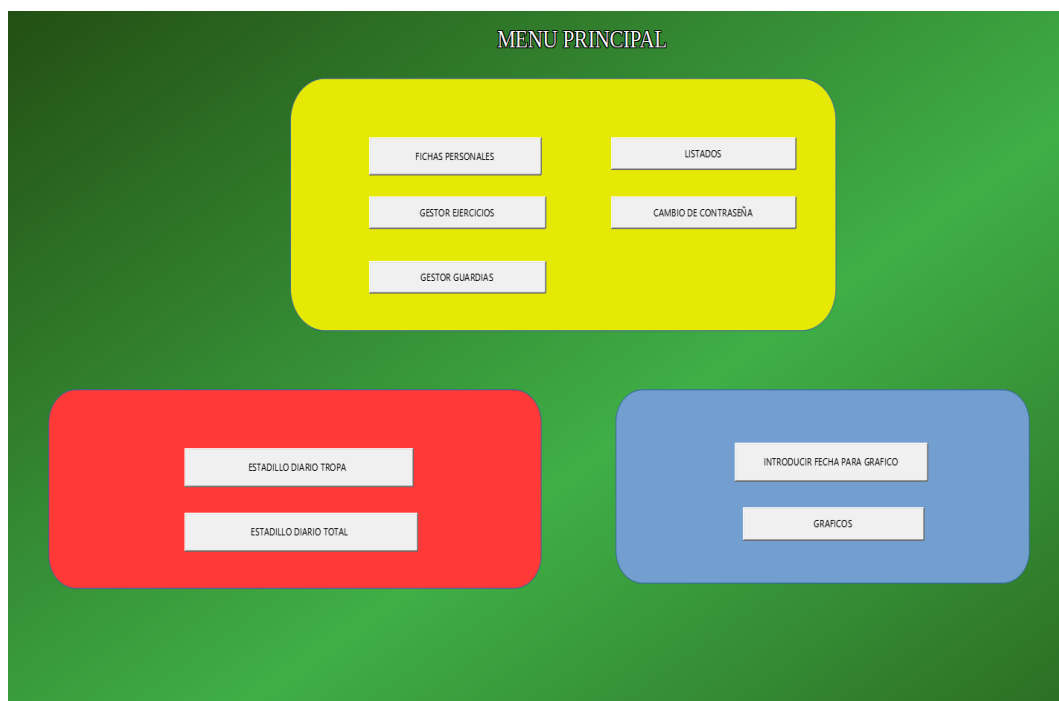 MENU PRINCIPAL
FICHAS PERSONALES
LISTADOS
GESTOR EJERCICIOS
CAMBIO DE CONTRASEÑA
GESTOR GUARDIAS
ESTADILLO DIARIO TROPA
ESTADILLO DIARIO TOTAL
INTRODUCIR FECHA PARA GRAFICO
GRAFICOS